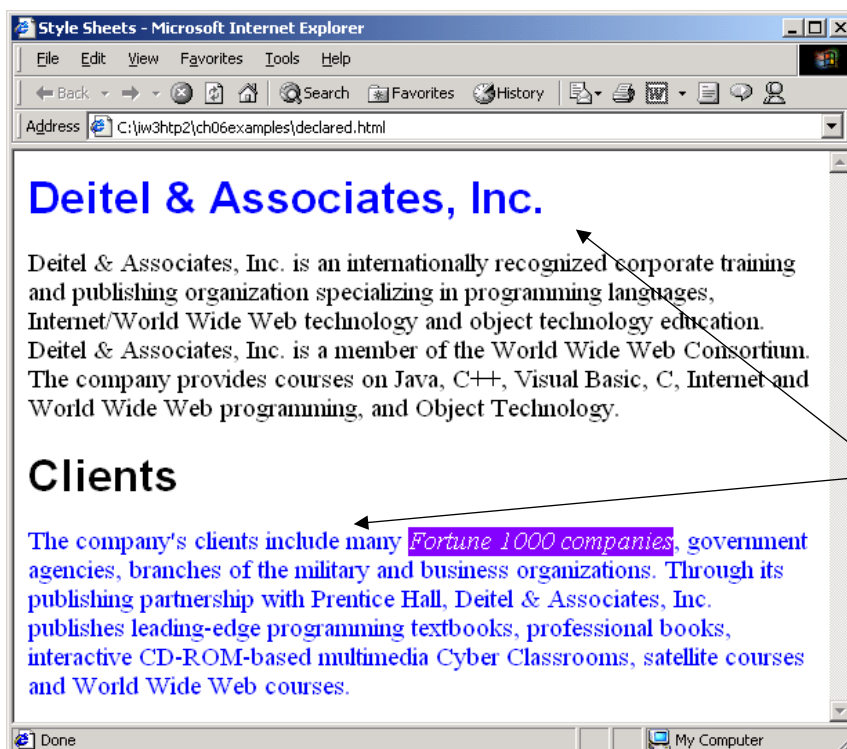 Style Sheets - Microsoft Internet Explorer
File Edit View Favorites Tools Help
Back Search Favorites History
Address C:\iw3htp2\ch06examples\declared.html
Deitel & Associates, Inc.
Deitel & Associates, Inc. is an internationally recognized corporate training
and publishing organization specializing in programming languages,
Internet/World Wide Web technology and object technology education.
Deitel & Associates, Inc. is a member of the World Wide Web Consortium.
The company provides courses on Java, C++, Visual Basic, C, Internet and
World Wide Web programming, and Object Technology.
Clients
The company's clients include many Fortune 1000 companies, government
agencies, branches of the military and business organizations. Through its
publishing partnership with Prentice Hall, Deitel & Associates, Inc.
publishes leading-edge programming textbooks, professional books,
interactive CD-ROM-based multimedia Cyber Classrooms, satellite courses
and World Wide Web courses.
Done My Computer